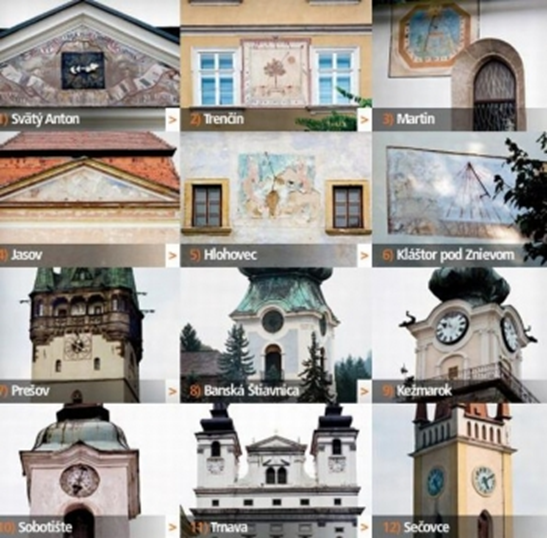 1) Svätý Anton >
2) Trenčín >
3) Martin
4) Jasov >
5) Hlohovec >
6) Kláštor pod Znievom
7) Prešov >
8) Banská Štiavnica >
9) Kežmarok
10) Sobotište >
11) Trnava >
12) Sečovce